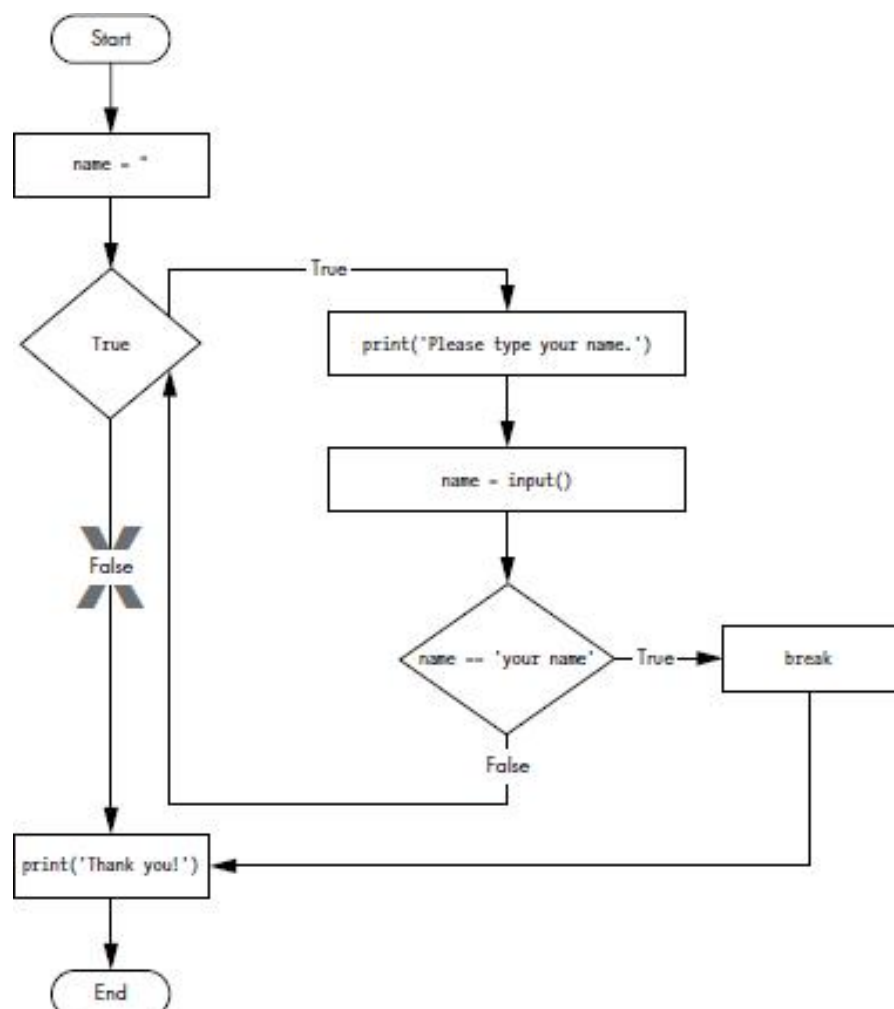 Start
name = ''
True
True
print('Please type your name.')
name = input()
False
name == 'your name'
True
break
False
print('Thank you!')
End